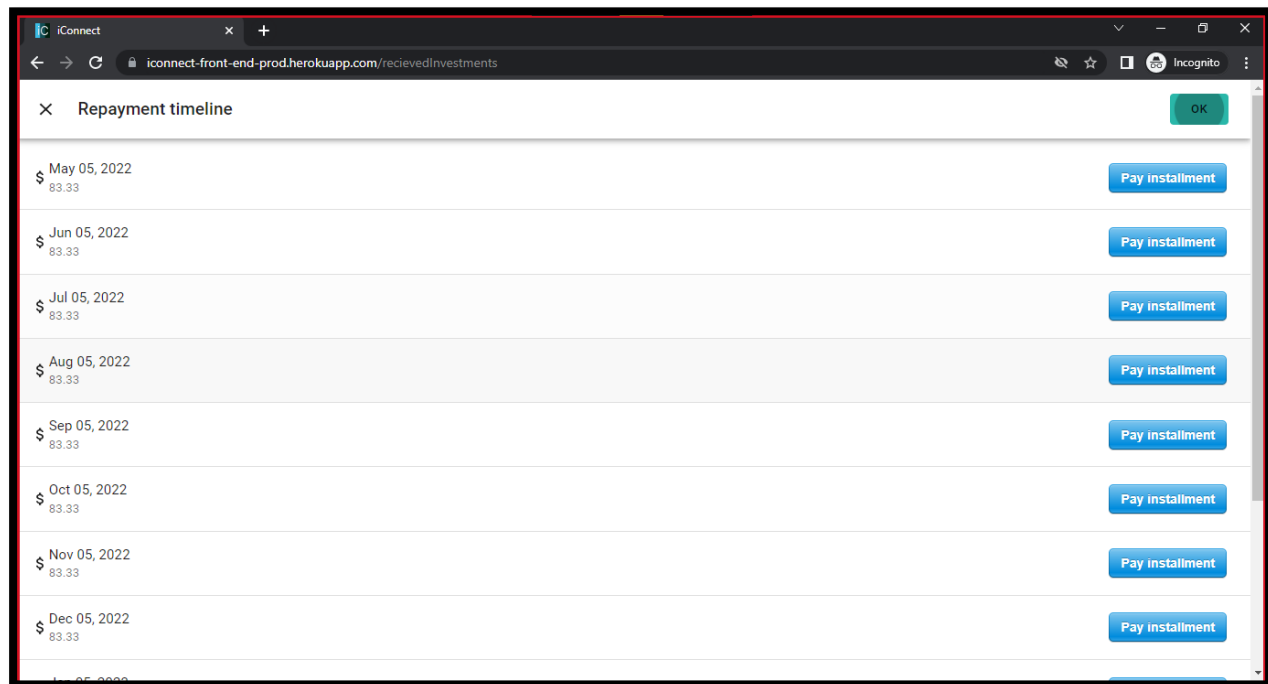 iConnect
iconnect-front-end-prod.herokuapp.com/recievedInvestments
Incognito
Repayment timeline
OK
$ May 05, 2022
83.33
Pay installment
$ Jun 05, 2022
83.33
Pay installment
$ Jul 05, 2022
83.33
Pay installment
$ Aug 05, 2022
83.33
Pay installment
$ Sep 05, 2022
83.33
Pay installment
$ Oct 05, 2022
83.33
Pay installment
$ Nov 05, 2022
83.33
Pay installment
$ Dec 05, 2022
83.33
Pay installment